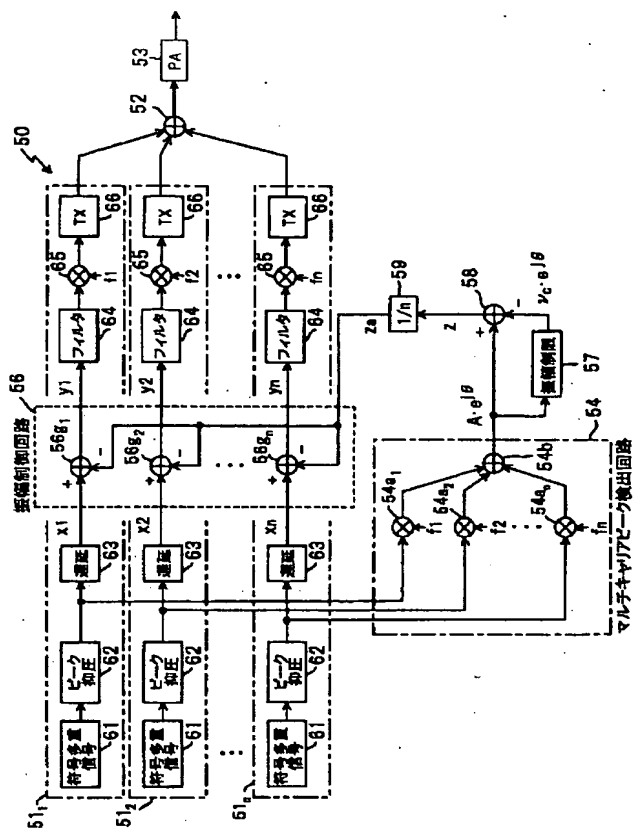 50
51₁
符号多重信号
61
ピーク抑圧
62
遅延
63
x1
振幅制御回路
56
56g₁
+
-
y1
フィルタ
64
65
f1
TX
66
52
53
PA
51₂
符号多重信号
61
ピーク抑圧
62
遅延
63
x2
56g₂
+
-
y2
フィルタ
64
65
f2
TX
66
51ₙ
符号多重信号
61
ピーク抑圧
62
遅延
63
xn
56gₙ
+
-
yn
フィルタ
64
65
fn
TX
66
マルチキャリアピーク検出回路
54
54a₁
f1
54a₂
f2
54aₙ
fn
54b
A・e^jθ
振幅制限
57
νc・e^jθ
58
+
-
z
1/n
59
za